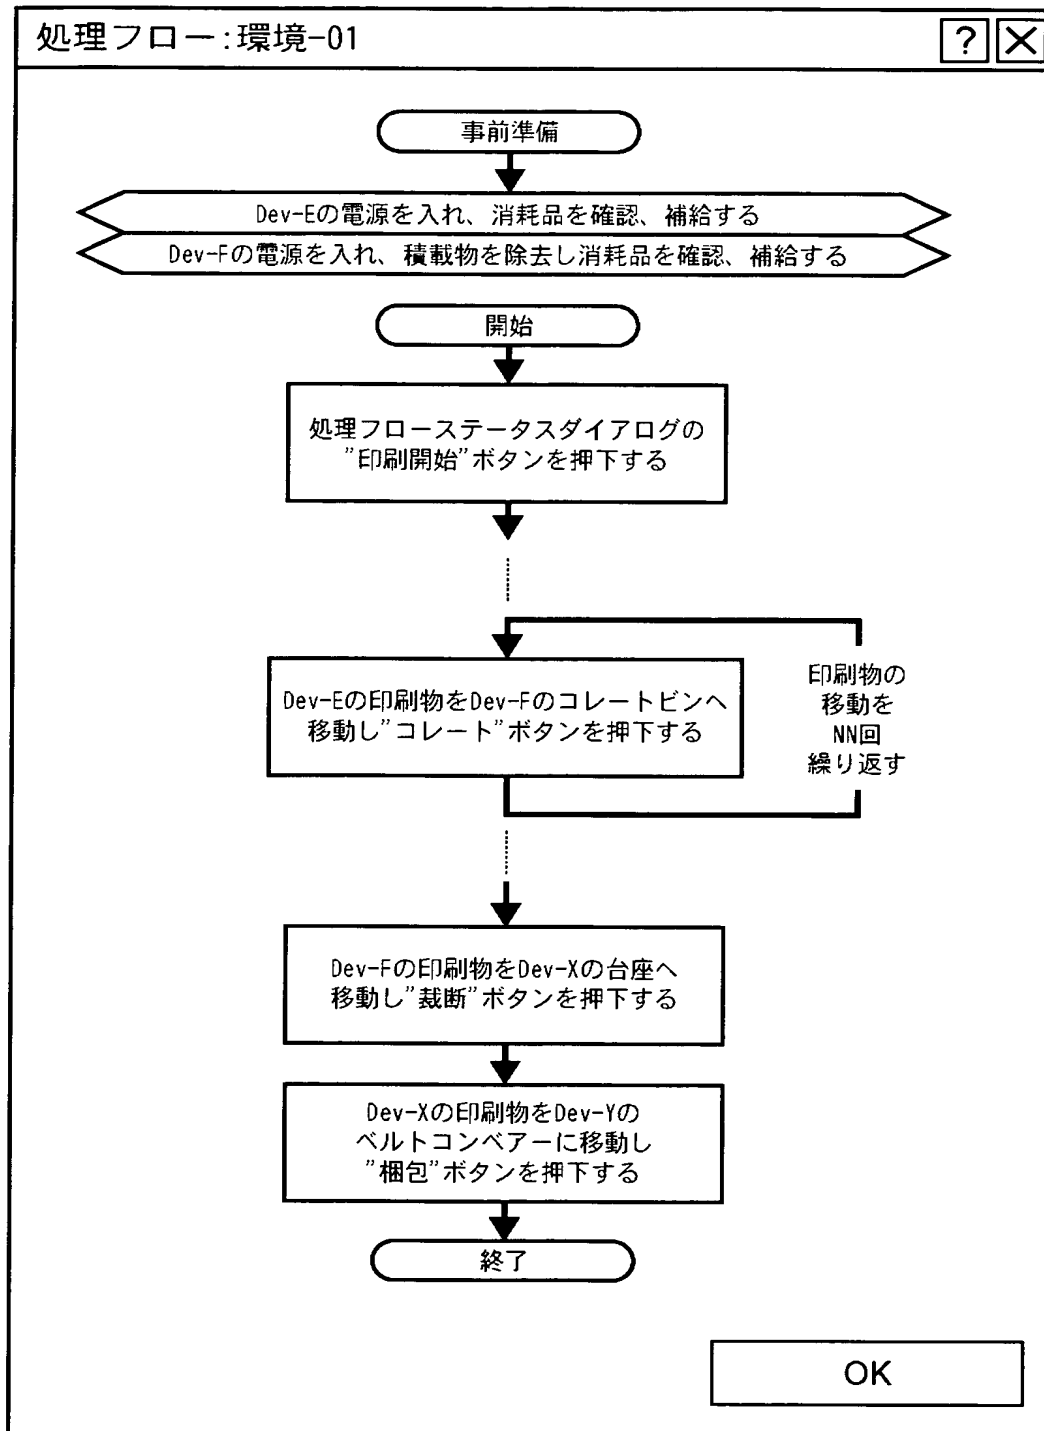 処理フロー:環境-01
?
事前準備
Dev-Eの電源を入れ、消耗品を確認、補給する
Dev-Fの電源を入れ、積載物を除去し消耗品を確認、補給する
開始
処理フローステータスダイアログの
”印刷開始”ボタンを押下する
Dev-Eの印刷物をDev-Fのコレートビンへ
移動し”コレート”ボタンを押下する
印刷物の
移動を
NN回
繰り返す
Dev-Fの印刷物をDev-Xの台座へ
移動し”裁断”ボタンを押下する
Dev-Xの印刷物をDev-Yの
ベルトコンベアーに移動し
”梱包”ボタンを押下する
終了
OK